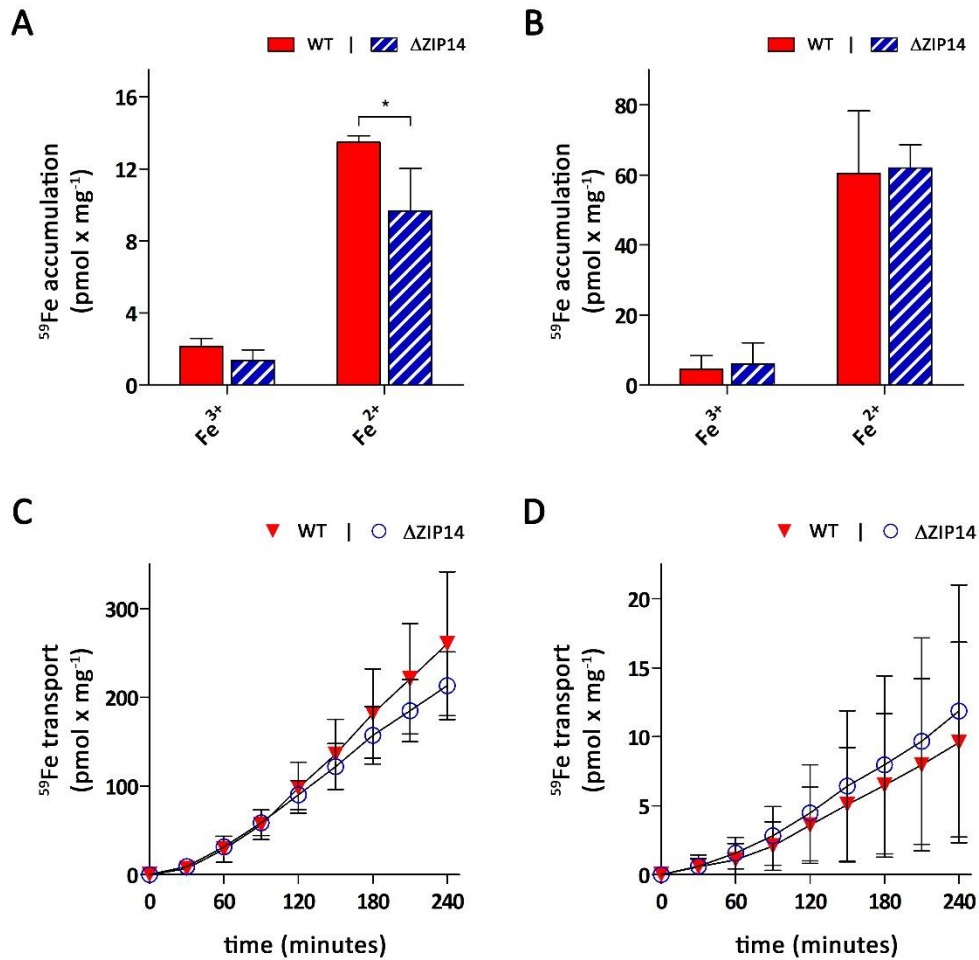 A
WT | ΔZIP14
⁵⁹Fe accumulation
(pmol x mg⁻¹)
16
12
8
4
0
*
Fe³⁺
Fe²⁺
B
WT | ΔZIP14
⁵⁹Fe accumulation
(pmol x mg⁻¹)
80
60
40
20
0
Fe³⁺
Fe²⁺
C
WT | ΔZIP14
⁵⁹Fe transport
(pmol x mg⁻¹)
300
200
100
0
0 60 120 180 240
time (minutes)
D
WT | ΔZIP14
⁵⁹Fe transport
(pmol x mg⁻¹)
20
15
10
5
0
0 60 120 180 240
time (minutes)